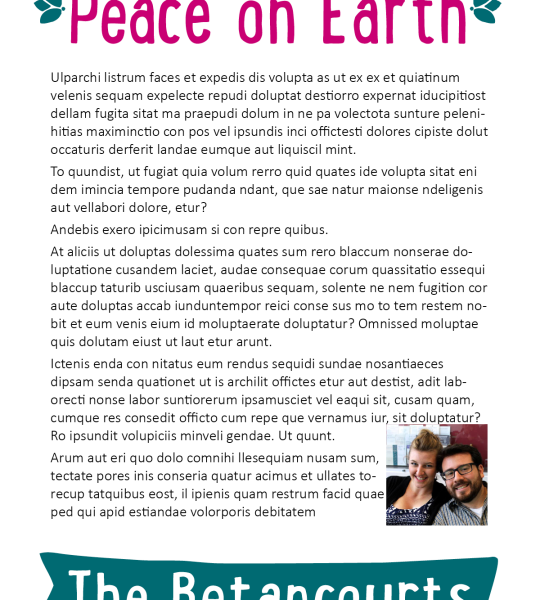 Peace on Earth
Ulparchi listrum faces et expedis dis volupta as ut ex ex et quiatinum
velenis sequam expelecte repudi doluptat destiorro expernat iducipitiost
dellam fugita sitat ma praepudi dolum in ne pa volectota sunture peleni-
hitias maximinctio con pos vel ipsundis inci offictesti dolores cipiste dolut
occaturis derferit landae eumque aut liquiscil mint.
To quundist, ut fugiat quia volum rerro quid quates ide volupta sitat eni
dem imincia tempore pudanda ndant, que sae natur maionse ndeligenis
aut vellabori dolore, etur?
Andebis exero ipicimusam si con repre quibus.
At aliciis ut doluptas dolessima quates sum rero blaccum nonserae do-
luptatione cusandem laciet, audae consequae corum quassitatio essequi
blaccup taturib usciusam quaeribus sequam, solente ne nem fugition cor
aute doluptas accab iunduntempor reici conse sus mo to tem restem no-
bit et eum venis eium id moluptaerate doluptatur? Omnissed moluptae
quis dolutam eiust ut laut etur arunt.
Ictenis enda con nitatus eum rendus sequidi sundae nosantiaeces
dipsam senda quationet ut is archilit offictes etur aut destist, adit lab-
orecti nonse labor suntiorerum ipsamusciet vel eaqui sit, cusam quam,
cumque res consedit officto cum repe que vernamus iur, sit doluptatur?
Ro ipsundit volupiciis minveli gendae. Ut quunt.
Arum aut eri quo dolo comnihi llesequiam nusam sum,
tectate pores inis conseria quatur acimus et ullates to-
recup tatquibus eost, il ipienis quam restrum facid quae
ped qui apid estiandae volorporis debitatem
The Betancourts